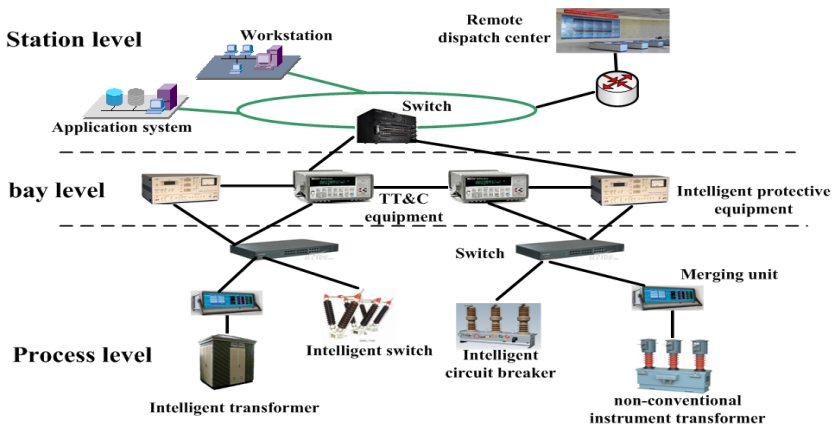 Station level
Workstation
Remote
dispatch center
Application system
Switch
bay level
TT&C
equipment
Intelligent protective
equipment
Switch
Merging unit
Process level
Intelligent switch
Intelligent
circuit breaker
Intelligent transformer
non-conventional
instrument transformer